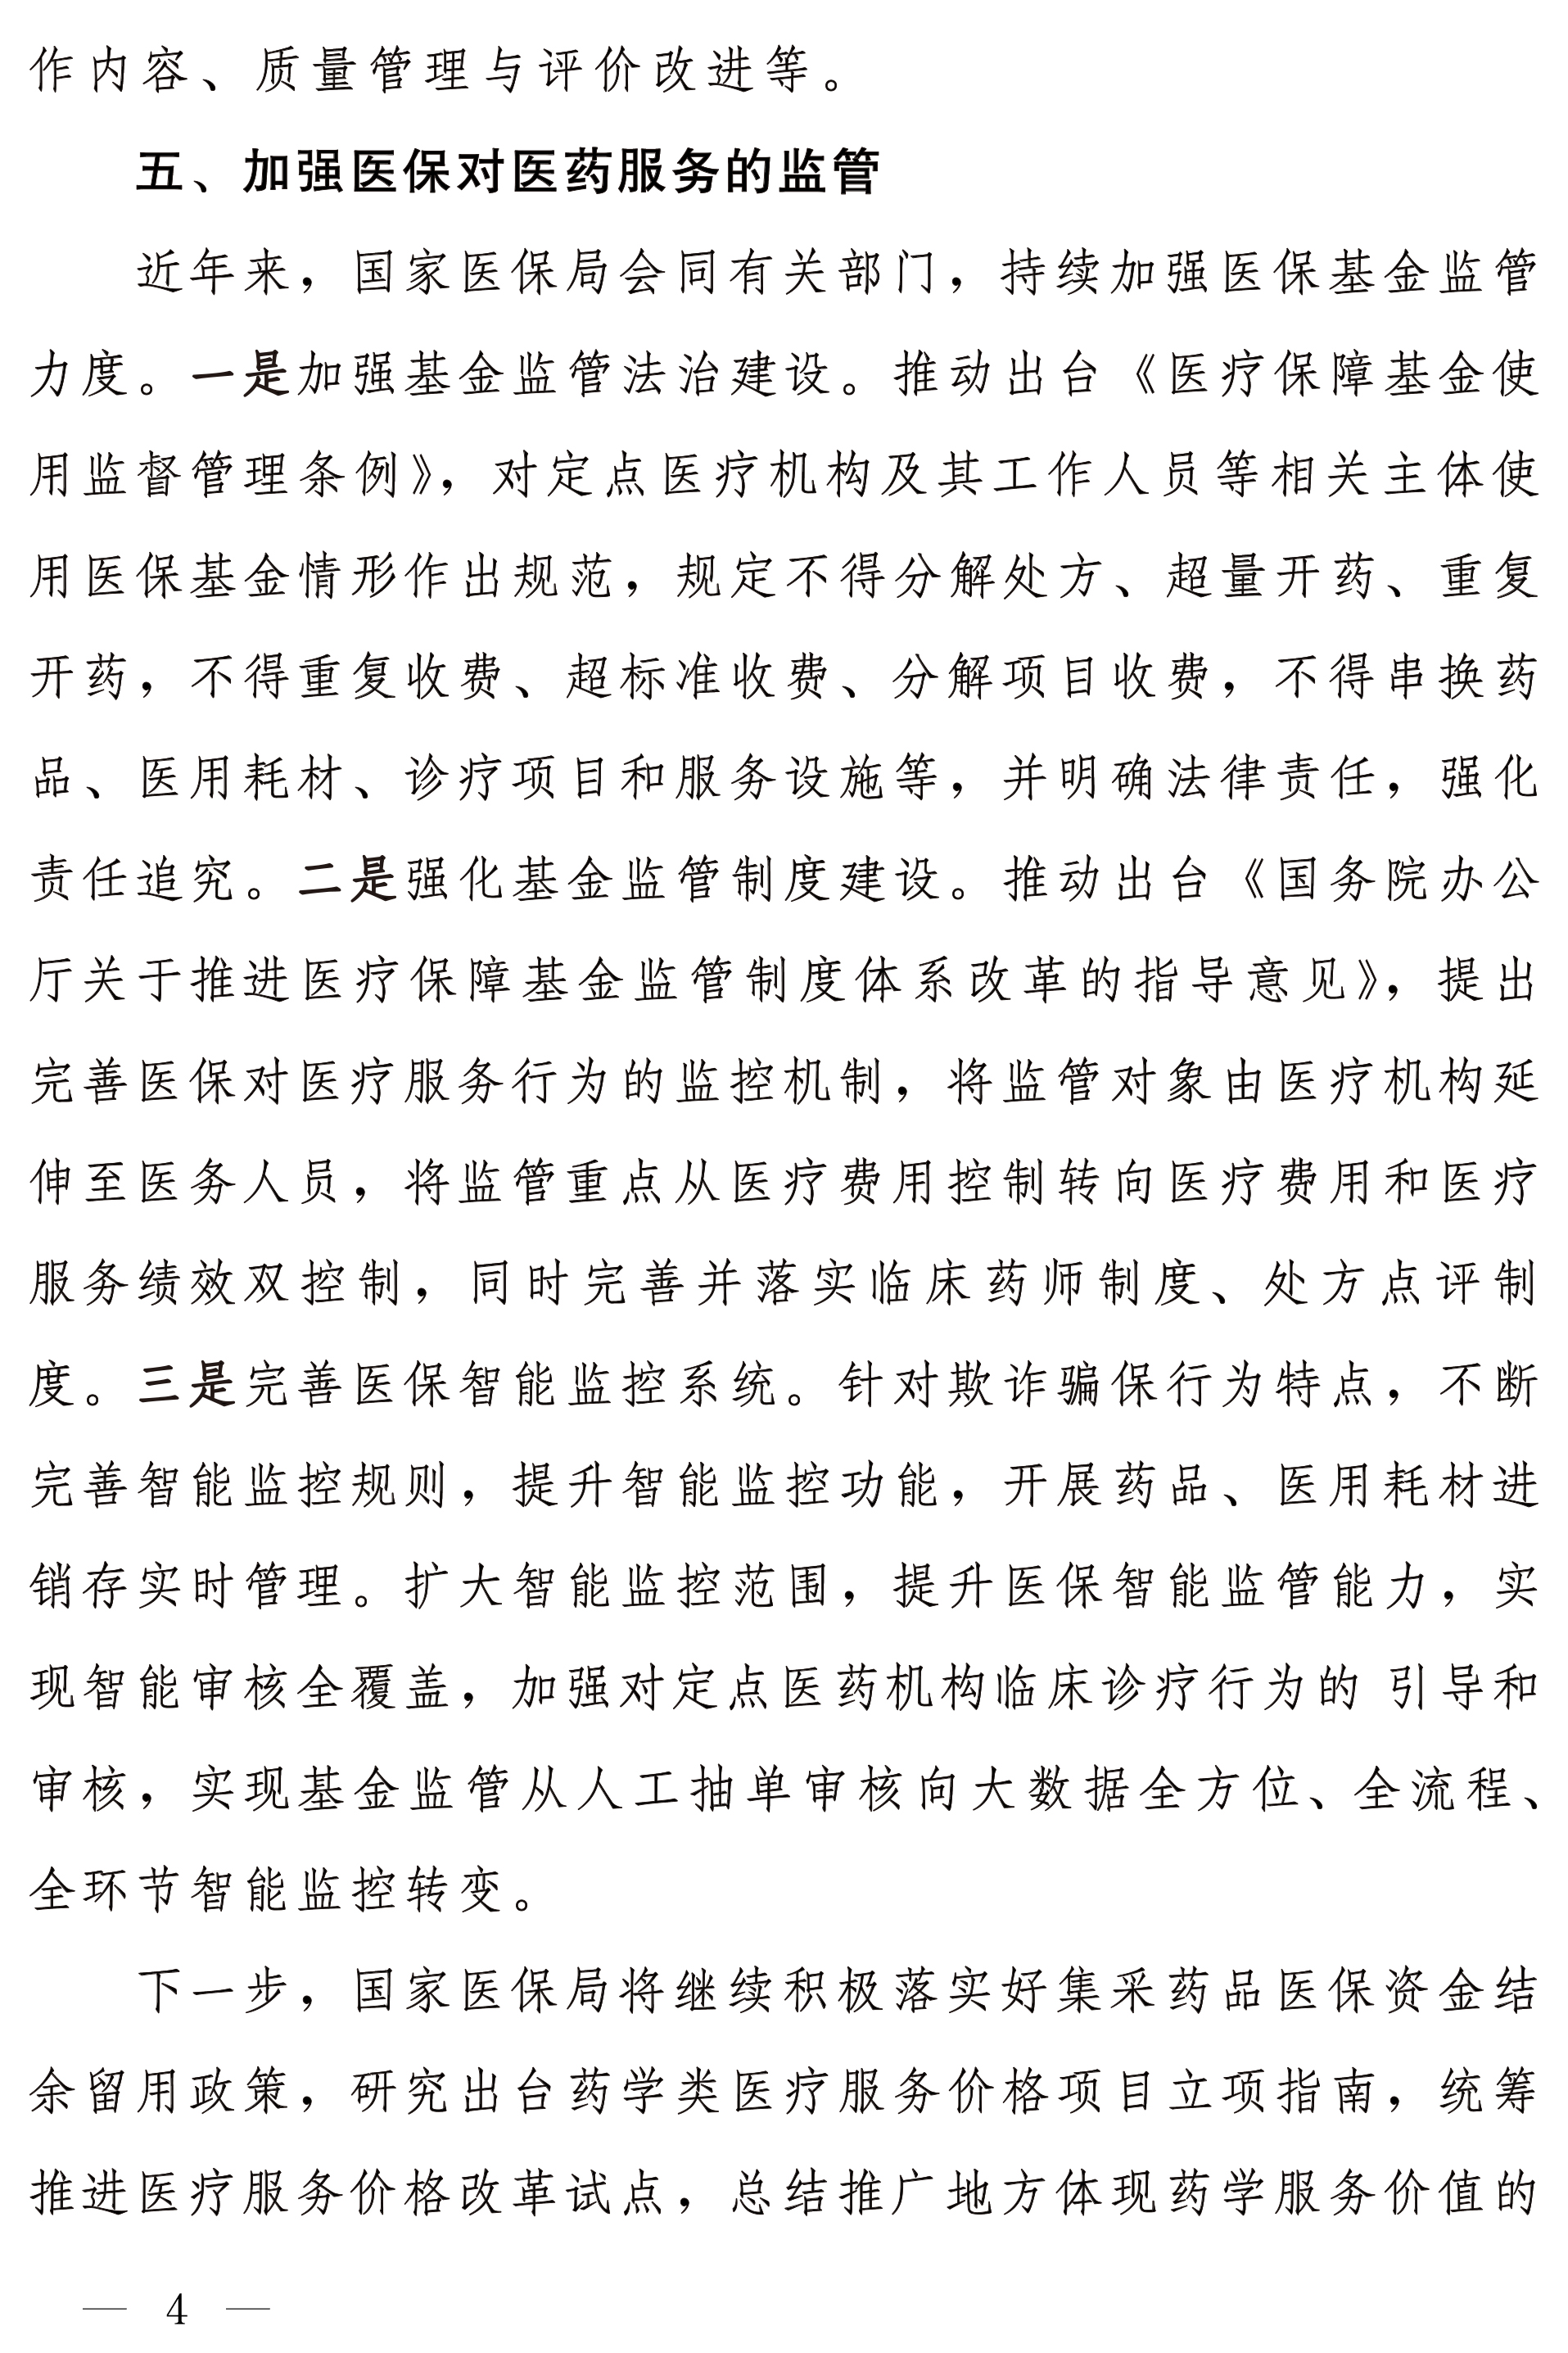 作内容、质量管理与评价改进等。
五、加强医保对医药服务的监管
近年来，国家医保局会同有关部门，持续加强医保基金监管
力度。一是加强基金监管法治建设。推动出台《医疗保障基金使
用监督管理条例》，对定点医疗机构及其工作人员等相关主体使
用医保基金情形作出规范，规定不得分解处方、超量开药、重复
开药，不得重复收费、超标准收费、分解项目收费，不得串换药
品、医用耗材、诊疗项目和服务设施等，并明确法律责任，强化
责任追究。二是强化基金监管制度建设。推动出台《国务院办公
厅关于推进医疗保障基金监管制度体系改革的指导意见》，提出
完善医保对医疗服务行为的监控机制，将监管对象由医疗机构延
伸至医务人员，将监管重点从医疗费用控制转向医疗费用和医疗
服务绩效双控制，同时完善并落实临床药师制度、处方点评制
度。三是完善医保智能监控系统。针对欺诈骗保行为特点，不断
完善智能监控规则，提升智能监控功能，开展药品、医用耗材进
销存实时管理。扩大智能监控范围，提升医保智能监管能力，实
现智能审核全覆盖，加强对定点医药机构临床诊疗行为的 引导和
审核，实现基金监管从人工抽单审核向大数据全方位、全流程、
全环节智能监控转变。
下一步，国家医保局将继续积极落实好集采药品医保资金结
余留用政策，研究出台药学类医疗服务价格项目立项指南，统筹
推进医疗服务价格改革试点，总结推广地方体现药学服务价值的
— 4 —